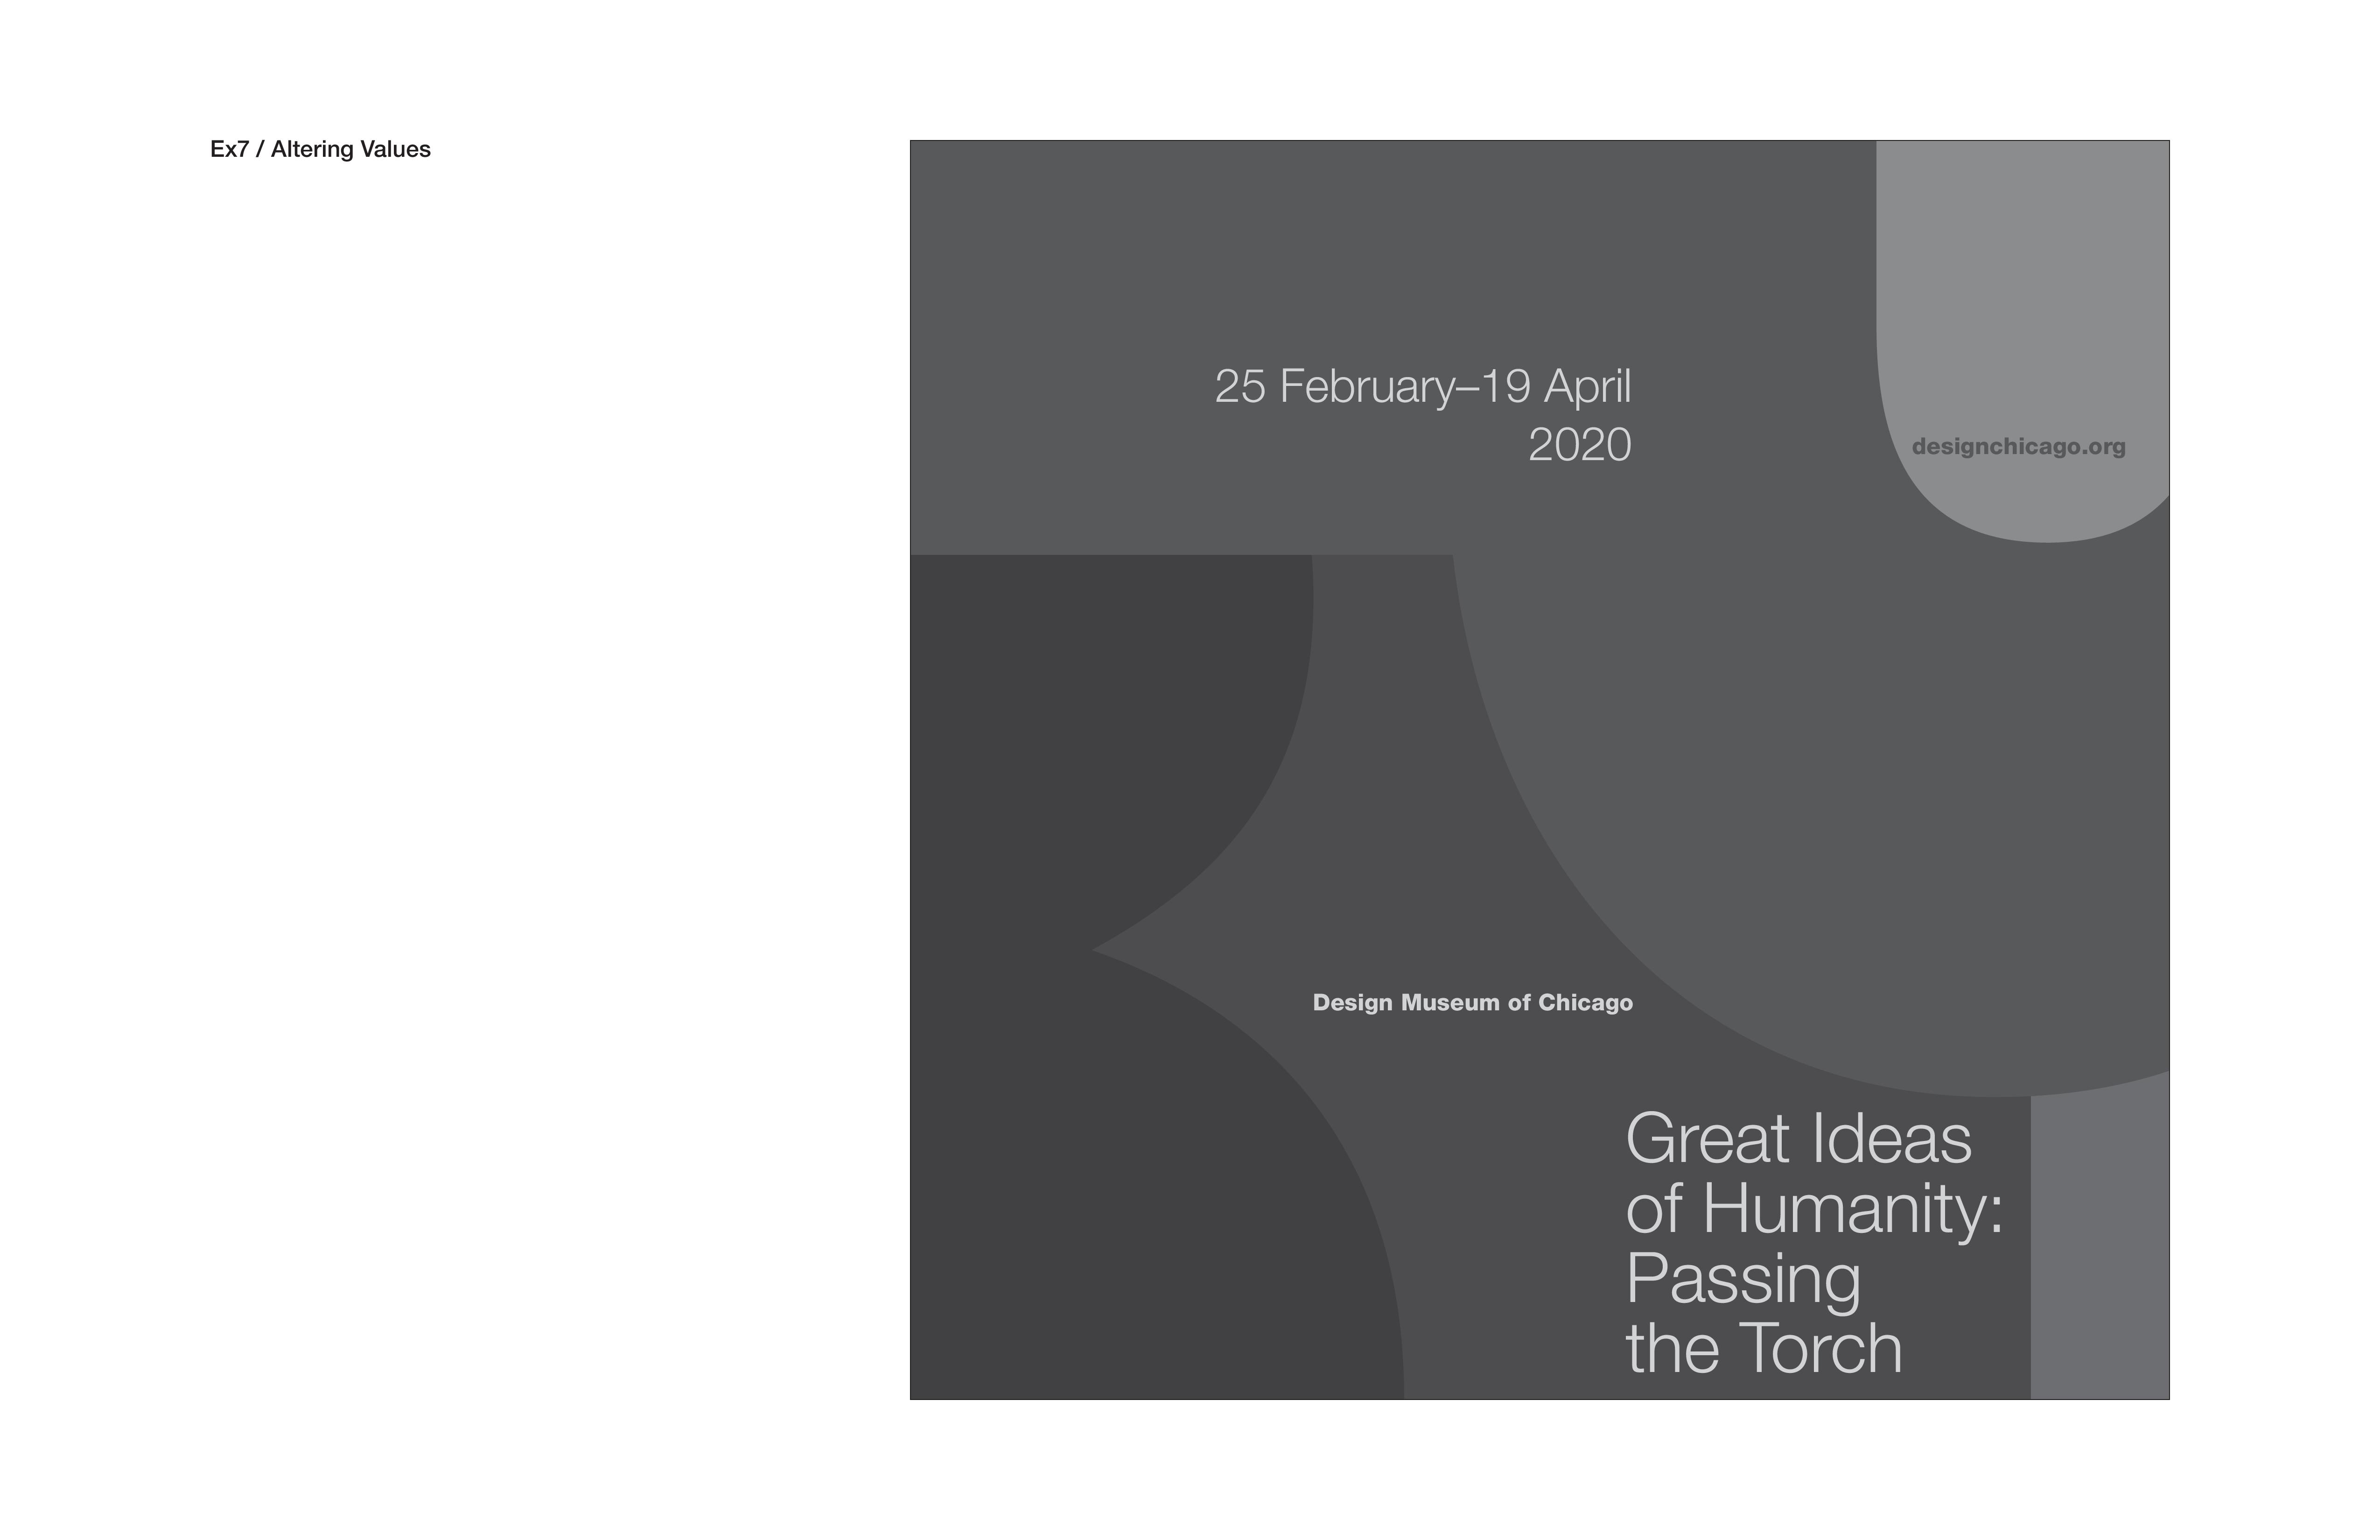 Ex7 / Altering Values
25 February–19 April
2020
designchicago.org
Design Museum of Chicago
Great Ideas
of Humanity:
Passing
the Torch